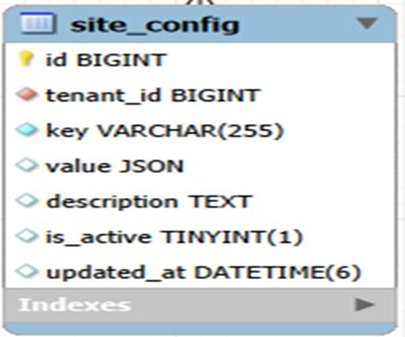 site_config
id BIGINT
tenant_id BIGINT
key VARCHAR(255)
value JSON
description TEXT
is_active TINYINT(1)
updated_at DATETIME(6)
Indexes